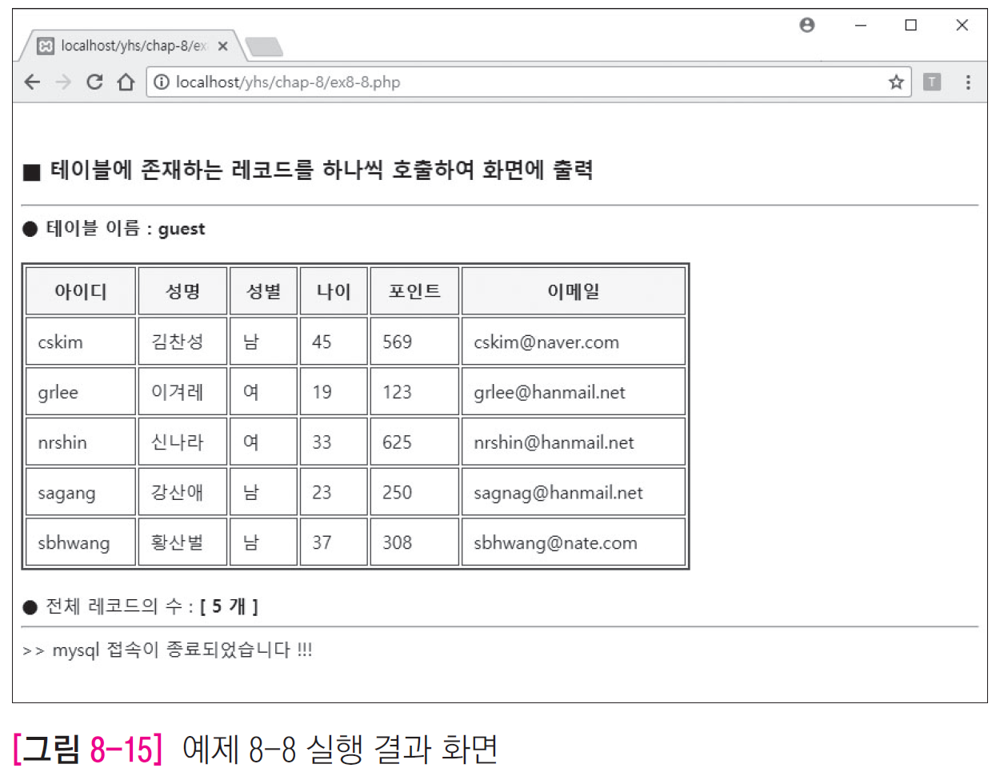 localhost/yhs/chap-8/ex
localhost/yhs/chap-8/ex8-8.php
T
■ 테이블에 존재하는 레코드를 하나씩 호출하여 화면에 출력
● 테이블 이름 : guest
아이디 성명 성별 나이 포인트 이메일
cskim 김찬성 남 45 569 cskim@naver.com
grlee 이겨레 여 19 123 grlee@hanmail.net
nrshin 신나라 여 33 625 nrshin@hanmail.net
sagang 강산애 남 23 250 sagnag@hanmail.net
sbhwang 황산벌 남 37 308 sbhwang@nate.com
● 전체 레코드의 수 : [ 5 개 ]
>> mysql 접속이 종료되었습니다 !!!
[그림 8-15] 예제 8-8 실행 결과 화면